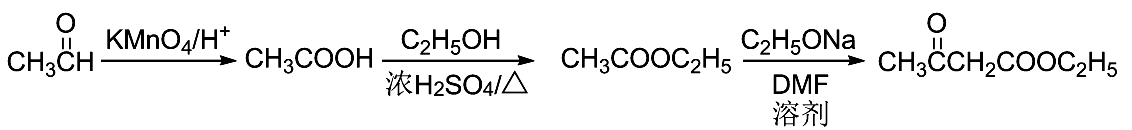 CH₃CH(=O) KMnO₄/H⁺ CH₃COOH C₂H₅OH 浓H₂SO₄/△ CH₃COOC₂H₅ C₂H₅ONa DMF 溶剂 CH₃C(=O)CH₂COOC₂H₅